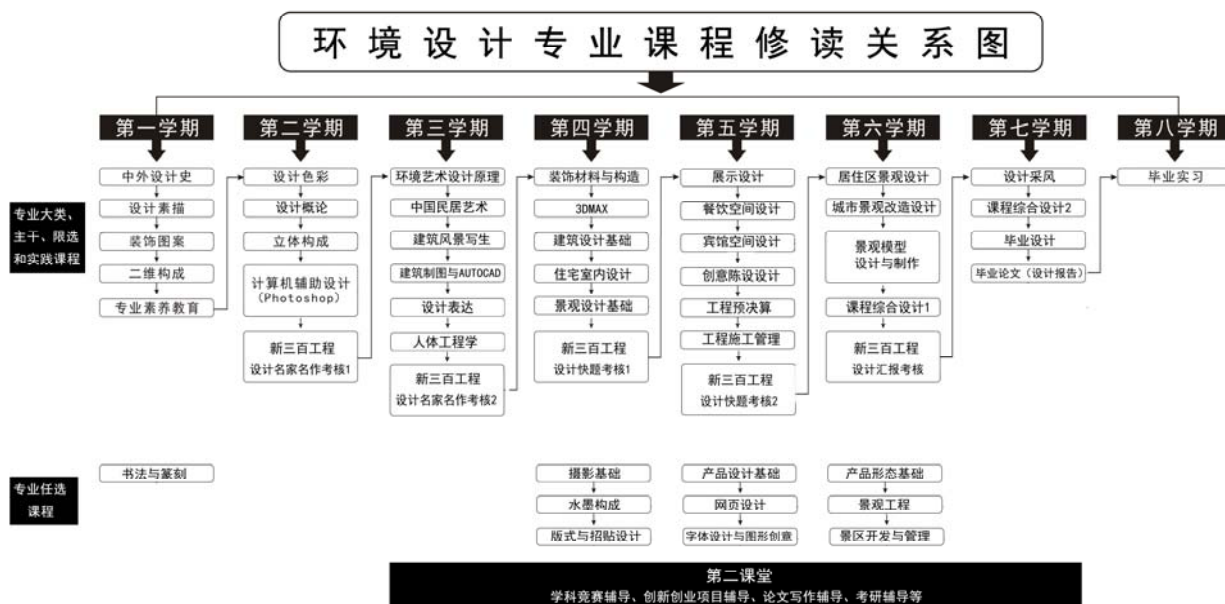 环境设计专业课程修读关系图
第一学期
第二学期
第三学期
第四学期
第五学期
第六学期
第七学期
第八学期
专业大类、
主干、限选
和实践课程
中外设计史
设计素描
装饰图案
二维构成
专业素养教育
设计色彩
设计概论
立体构成
计算机辅助设计
(Photoshop)
新三百工程
设计名家名作考核1
环境艺术设计原理
中国民居艺术
建筑风景写生
建筑制图与AUTOCAD
设计表达
人体工程学
新三百工程
设计名家名作考核2
装饰材料与构造
3DMAX
建筑设计基础
住宅室内设计
景观设计基础
新三百工程
设计快题考核1
展示设计
餐饮空间设计
宾馆空间设计
创意陈设设计
工程预决算
工程施工管理
新三百工程
设计快题考核2
居住区景观设计
城市景观改造设计
景观模型
设计与制作
课程综合设计1
新三百工程
设计汇报考核
设计采风
课程综合设计2
毕业设计
毕业论文（设计报告）
毕业实习
专业任选
课程
书法与篆刻
摄影基础
水墨构成
版式与招贴设计
产品设计基础
网页设计
字体设计与图形创意
产品形态基础
景观工程
景区开发与管理
第二课堂
学科竞赛辅导、创新创业项目辅导、论文写作辅导、考研辅导等